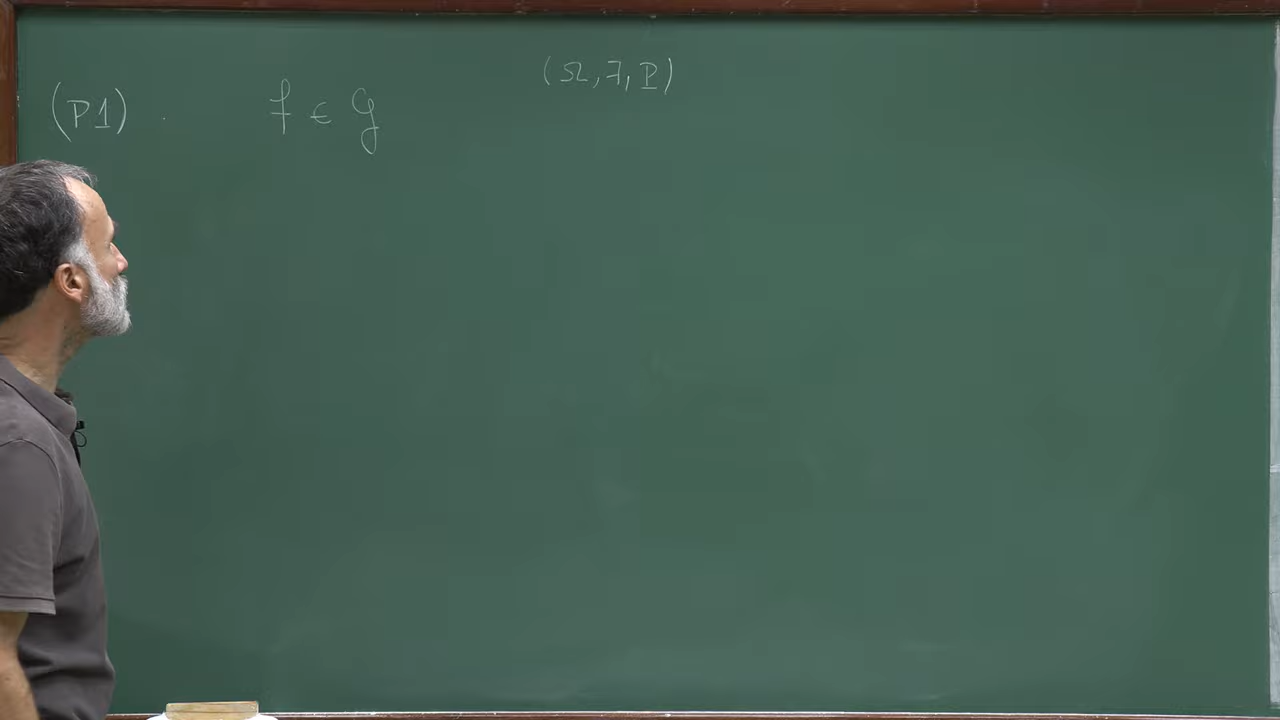 (Ω, ℱ, P)
(P1) . f ∈ G